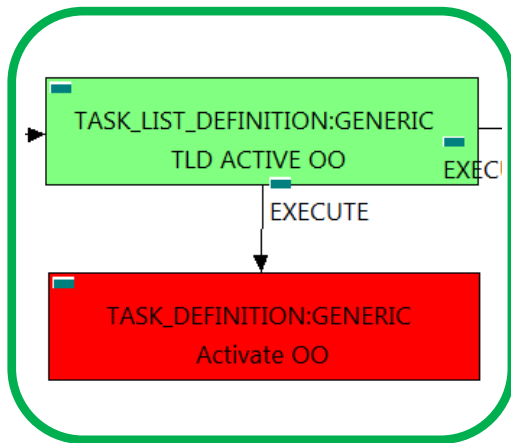 TASK_LIST_DEFINITION:GENERIC
TLD ACTIVE OO
EXECUTE
TASK_DEFINITION:GENERIC
Activate OO